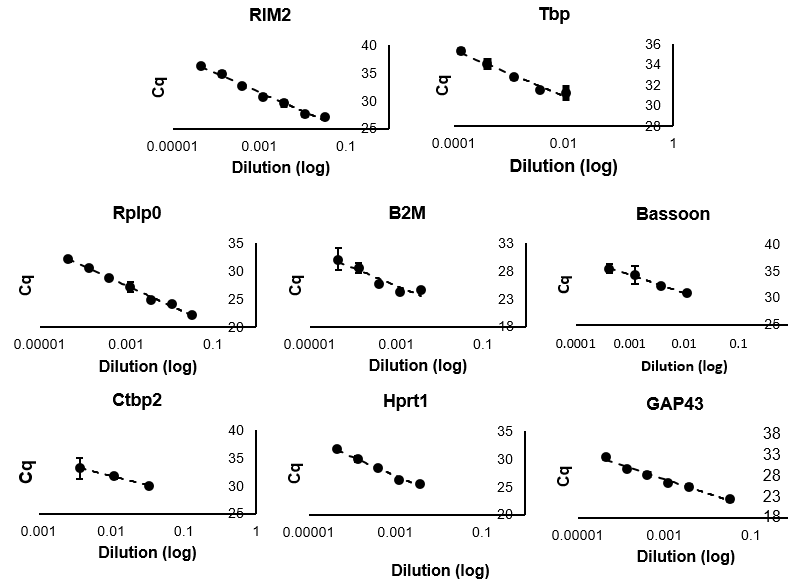 RIM2
40
35
30
25
Cq
0.00001
0.001
0.1
Dilution (log)
Tbp
36
34
32
30
28
Cq
0.0001
0.01
1
Dilution (log)
Rplp0
35
30
25
20
Cq
0.00001
0.001
0.1
Dilution (log)
B2M
33
28
23
18
Cq
0.00001
0.001
0.1
Dilution (log)
Bassoon
40
35
30
25
Cq
0.0001
0.001
0.01
0.1
Dilution (log)
Ctbp2
40
35
30
25
Cq
0.001
0.01
0.1
1
Dilution (log)
Hprt1
35
30
25
20
Cq
0.00001
0.001
0.1
Dilution (log)
GAP43
38
33
28
23
18
Cq
0.00001
0.001
0.1
Dilution (log)